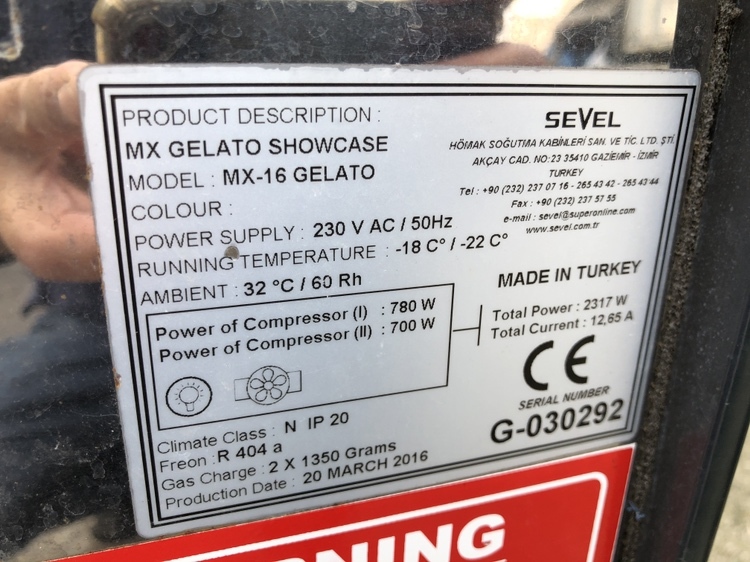 PRODUCT DESCRIPTION :
MX GELATO SHOWCASE
MODEL : MX-16 GELATO
COLOUR :
POWER SUPPLY : 230 V AC / 50Hz
RUNNING TEMPERATURE : -18 C° / -22 C°
AMBIENT : 32 °C / 60 Rh
Power of Compressor (I) : 780 W
Power of Compressor (II) : 700 W
Climate Class : N IP 20
Freon : R 404 a
Gas Charge : 2 X 1350 Grams
Production Date : 20 MARCH 2016
SEVEL
HÖMAK SOĞUTMA KABİNLERİ SAN. VE TİC. LTD. ŞTİ.
AKÇAY CAD. NO:23 35410 GAZİEMİR - İZMİR
TURKEY
Tel : +90 (232) 237 07 16 - 265 43 42 - 265 43 44
Fax : +90 (232) 237 57 55
e-mail : sevel@superonline.com
www.sevel.com.tr
MADE IN TURKEY
Total Power : 2317 W
Total Current : 12,65 A
CE
SERIAL NUMBER
G-030292